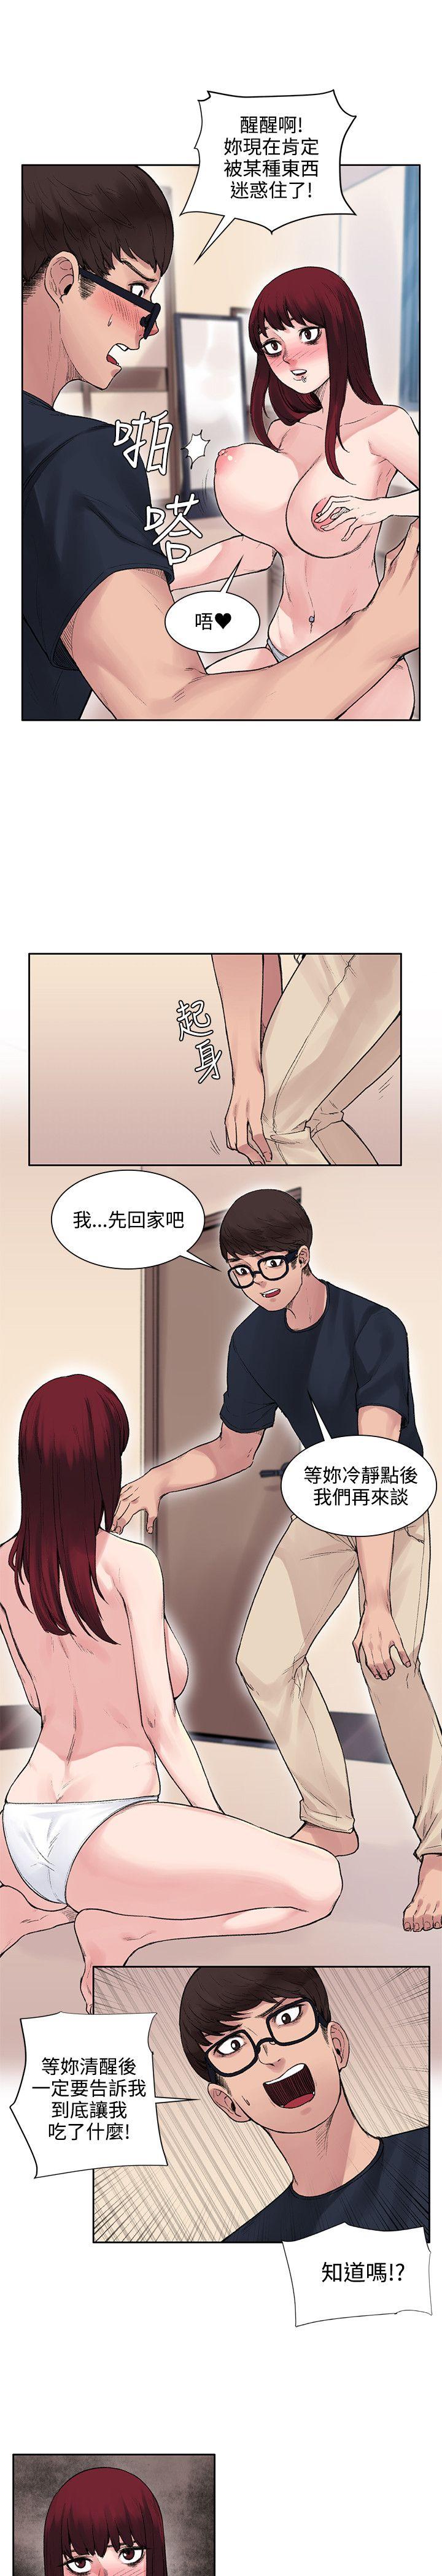 醒醒啊!
妳現在肯定
被某種東西
迷惑住了!
啪
嗒
唔♥
起
身
我...先回家吧
等妳冷靜點後
我們再來談
等妳清醒後
一定要告訴我
到底讓我
吃了什麼!
知道嗎!?